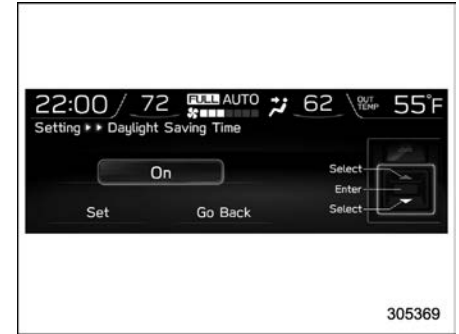 22:00 / 72 FULL AUTO 62 OUT TEMP 55°F
Setting ▸▸ Daylight Saving Time
On
Select
Enter
Set Go Back
Select
305369